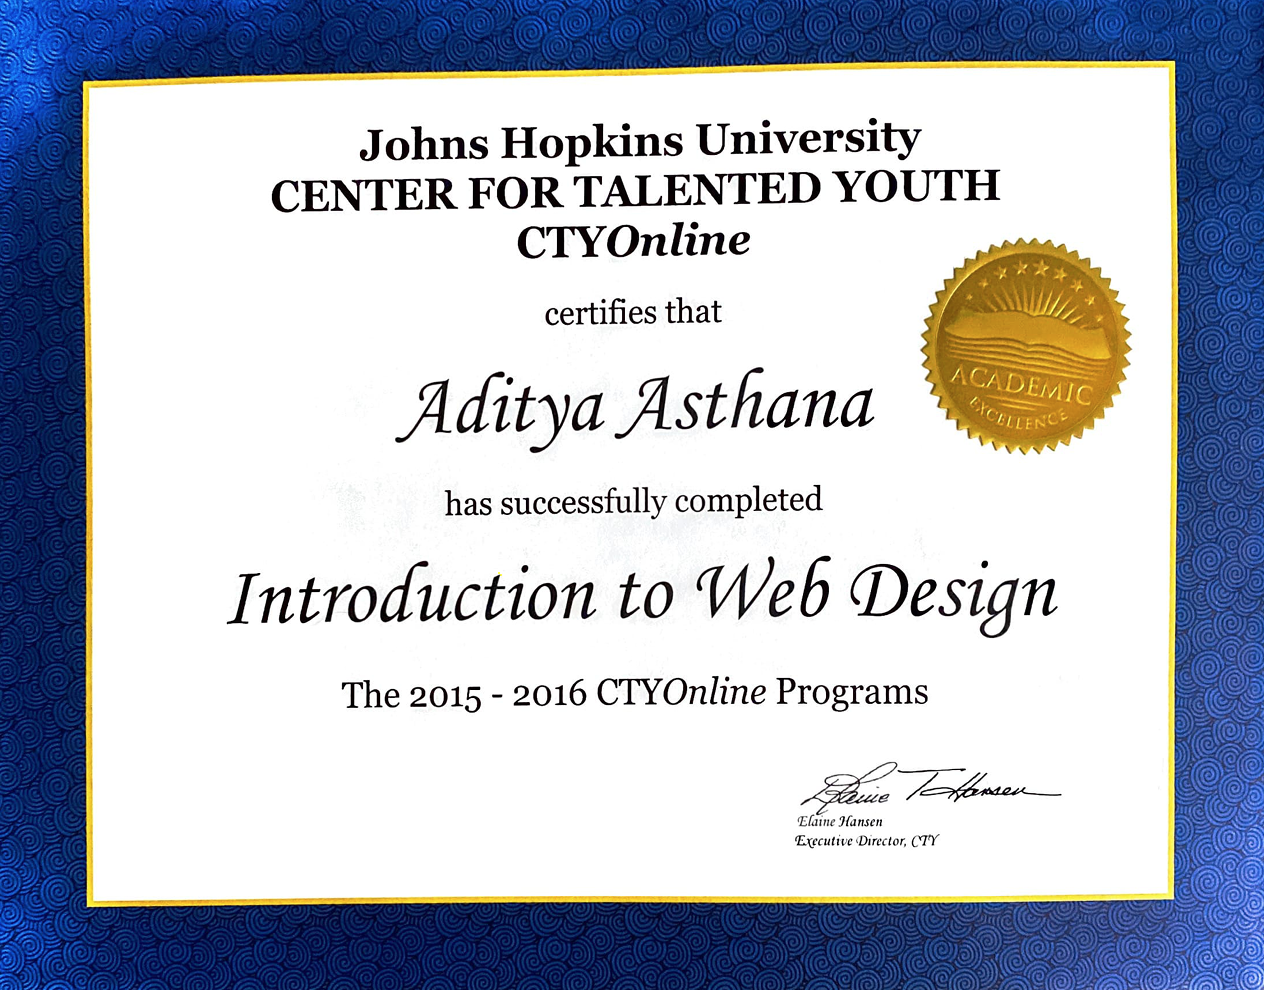 Johns Hopkins University
CENTER FOR TALENTED YOUTH
CTYOnline
certifies that
Aditya Asthana
has successfully completed
Introduction to Web Design
The 2015 - 2016 CTYOnline Programs
ACADEMIC
EXCELLENCE
Elaine T Hansen
Elaine Hansen
Executive Director, CTY